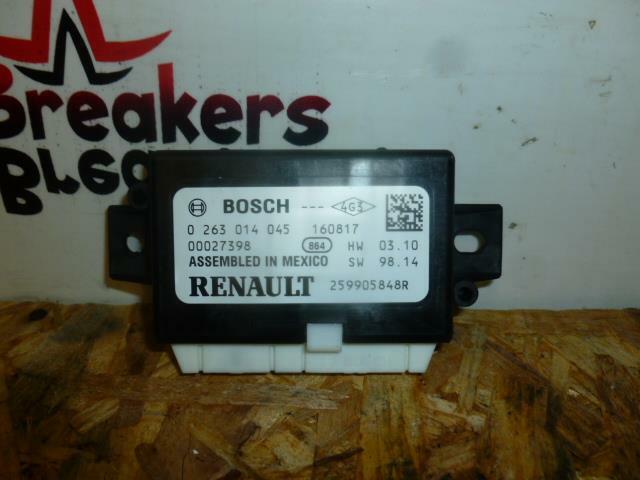 Breakers
BOSCH --- 4G3
0 263 014 045 160817
00027398 864 HW 03.10
ASSEMBLED IN MEXICO SW 98.14
RENAULT 259905848R